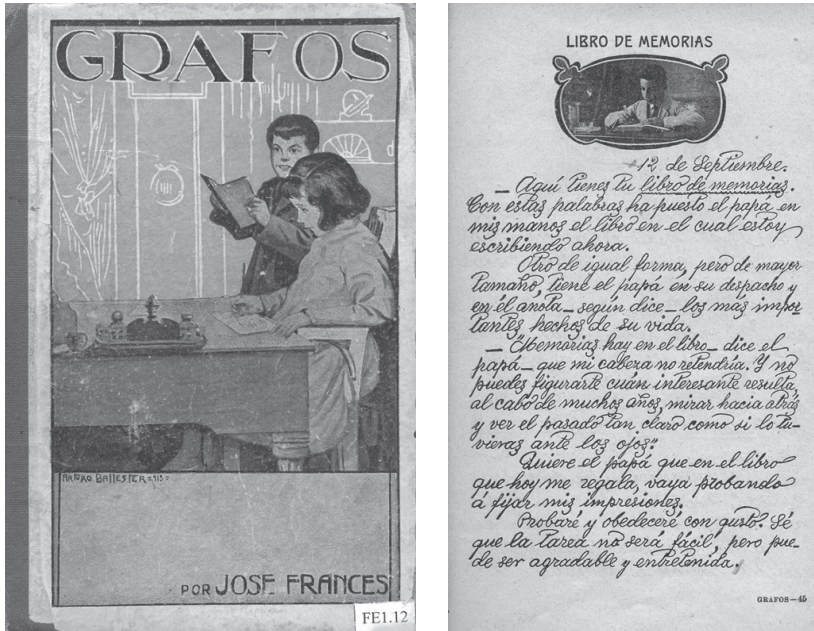 GRAFOS
ARTURO BALLESTER =913=
POR JOSE FRANCES
FE1.12
LIBRO DE MEMORIAS
12 de Septiembre.
— Aquí tienes tu libro de memorias.
Con estas palabras ha puesto el papá en
mis manos el libro en el cual estoy
escribiendo ahora.
Otro de igual forma, pero de mayor
tamaño, tiene el papá en su despacho y
en él anota — según dice — los más impor
tantes hechos de su vida.
— "Memorias hay en el libro — dice el
papá — que mi cabeza no retendría. Y no
puedes figurarte cuán interesante resulta,
al cabo de muchos años, mirar hacia atrás
y ver el pasado tan claro como si lo tu-
vieras ante los ojos".
Quiere el papá que en el libro
que hoy me regala, vaya probando
á fijar mis impresiones.
Probaré y obedeceré con gusto. Sé
que la tarea no será fácil, pero pue-
de ser agradable y entretenida.
GRAFOS—45